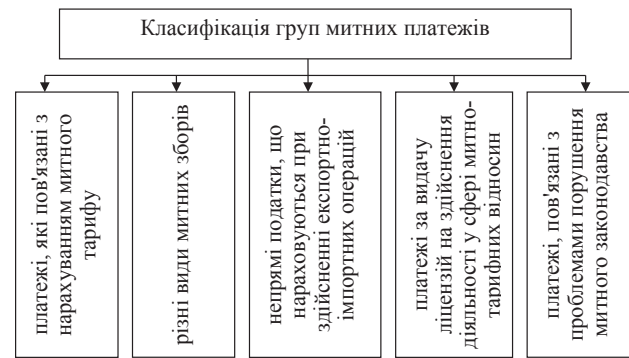 Класифікація груп митних платежів
платежі, які пов'язані з
нарахуванням митного
тарифу
різні види митних зборів
непрямі податки, що
нараховуються при
здійсненні експортно-
імпортних операцій
платежі за видачу
ліцензій на здійснення
діяльності у сфері митно-
тарифних відносин
платежі, пов'язані з
проблемами порушення
митного законодавства